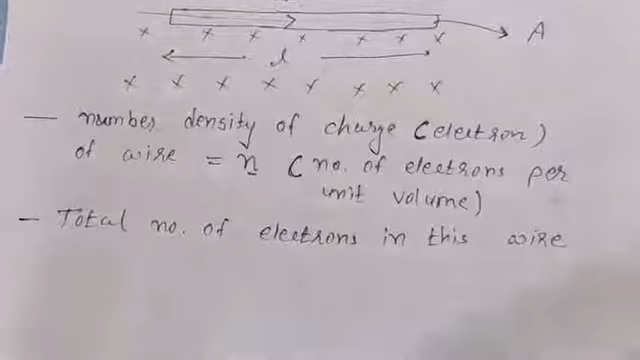 A
x x x x x x x
l
x x x x x x x x
— number density of charge (electron)
of wire = n (no. of electrons per
unit volume)
- Total no. of electrons in this wire